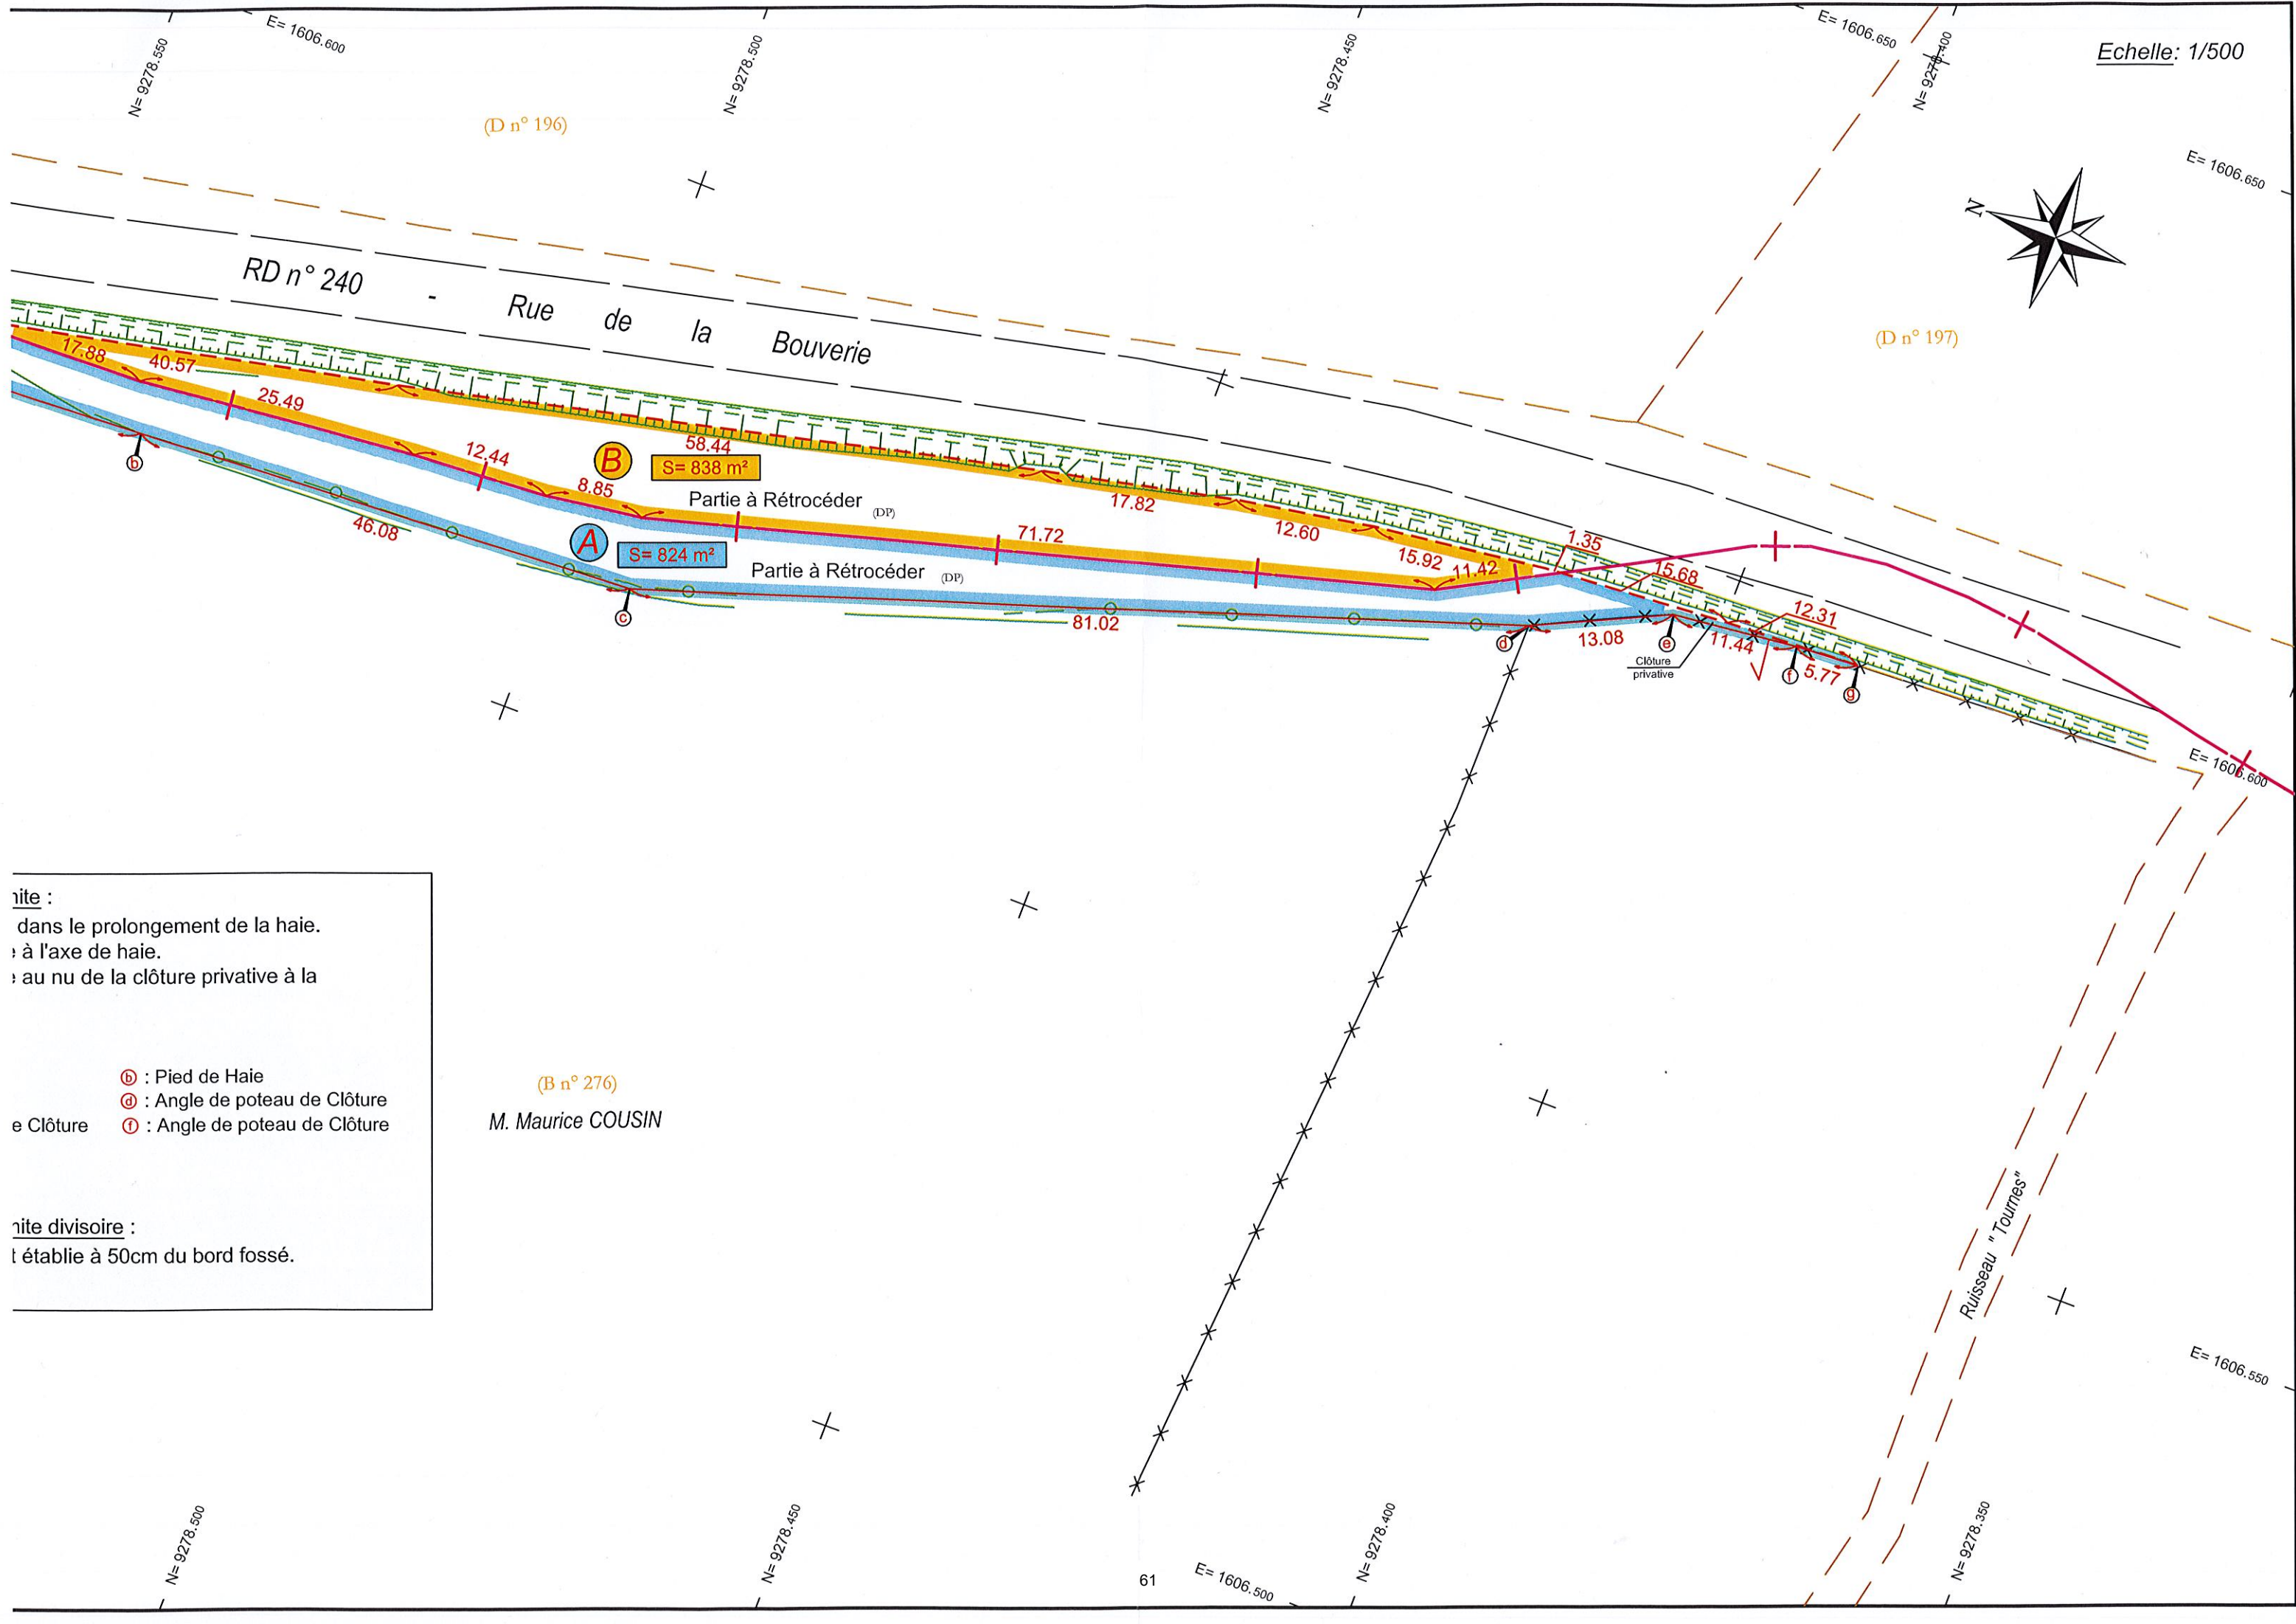 N= 9278.550
E= 1606.600
N= 9278.500
N= 9278.450
E= 1606.650
N= 9278.400
Echelle: 1/500
(D n° 196)
E= 1606.650
N
RD n° 240 - Rue de la Bouverie
(D n° 197)
17.88
40.57
25.49
12.44
58.44
B
S= 838 m²
8.85
Partie à Rétrocéder (DP)
17.82
12.60
71.72
15.92
11.42
1.35
15.68
12.31
b
46.08
A
S= 824 m²
Partie à Rétrocéder (DP)
c
81.02
d
13.08
e
11.44
Clôture
privative
f
5.77
g
E= 1606.600
nite :
dans le prolongement de la haie.
e à l'axe de haie.
e au nu de la clôture privative à la
b : Pied de Haie
d : Angle de poteau de Clôture
e Clôture f : Angle de poteau de Clôture
nite divisoire :
t établie à 50cm du bord fossé.
(B n° 276)
M. Maurice COUSIN
Ruisseau "Tournes"
E= 1606.550
N= 9278.500
N= 9278.450
61
E= 1606.500
N= 9278.400
N= 9278.350